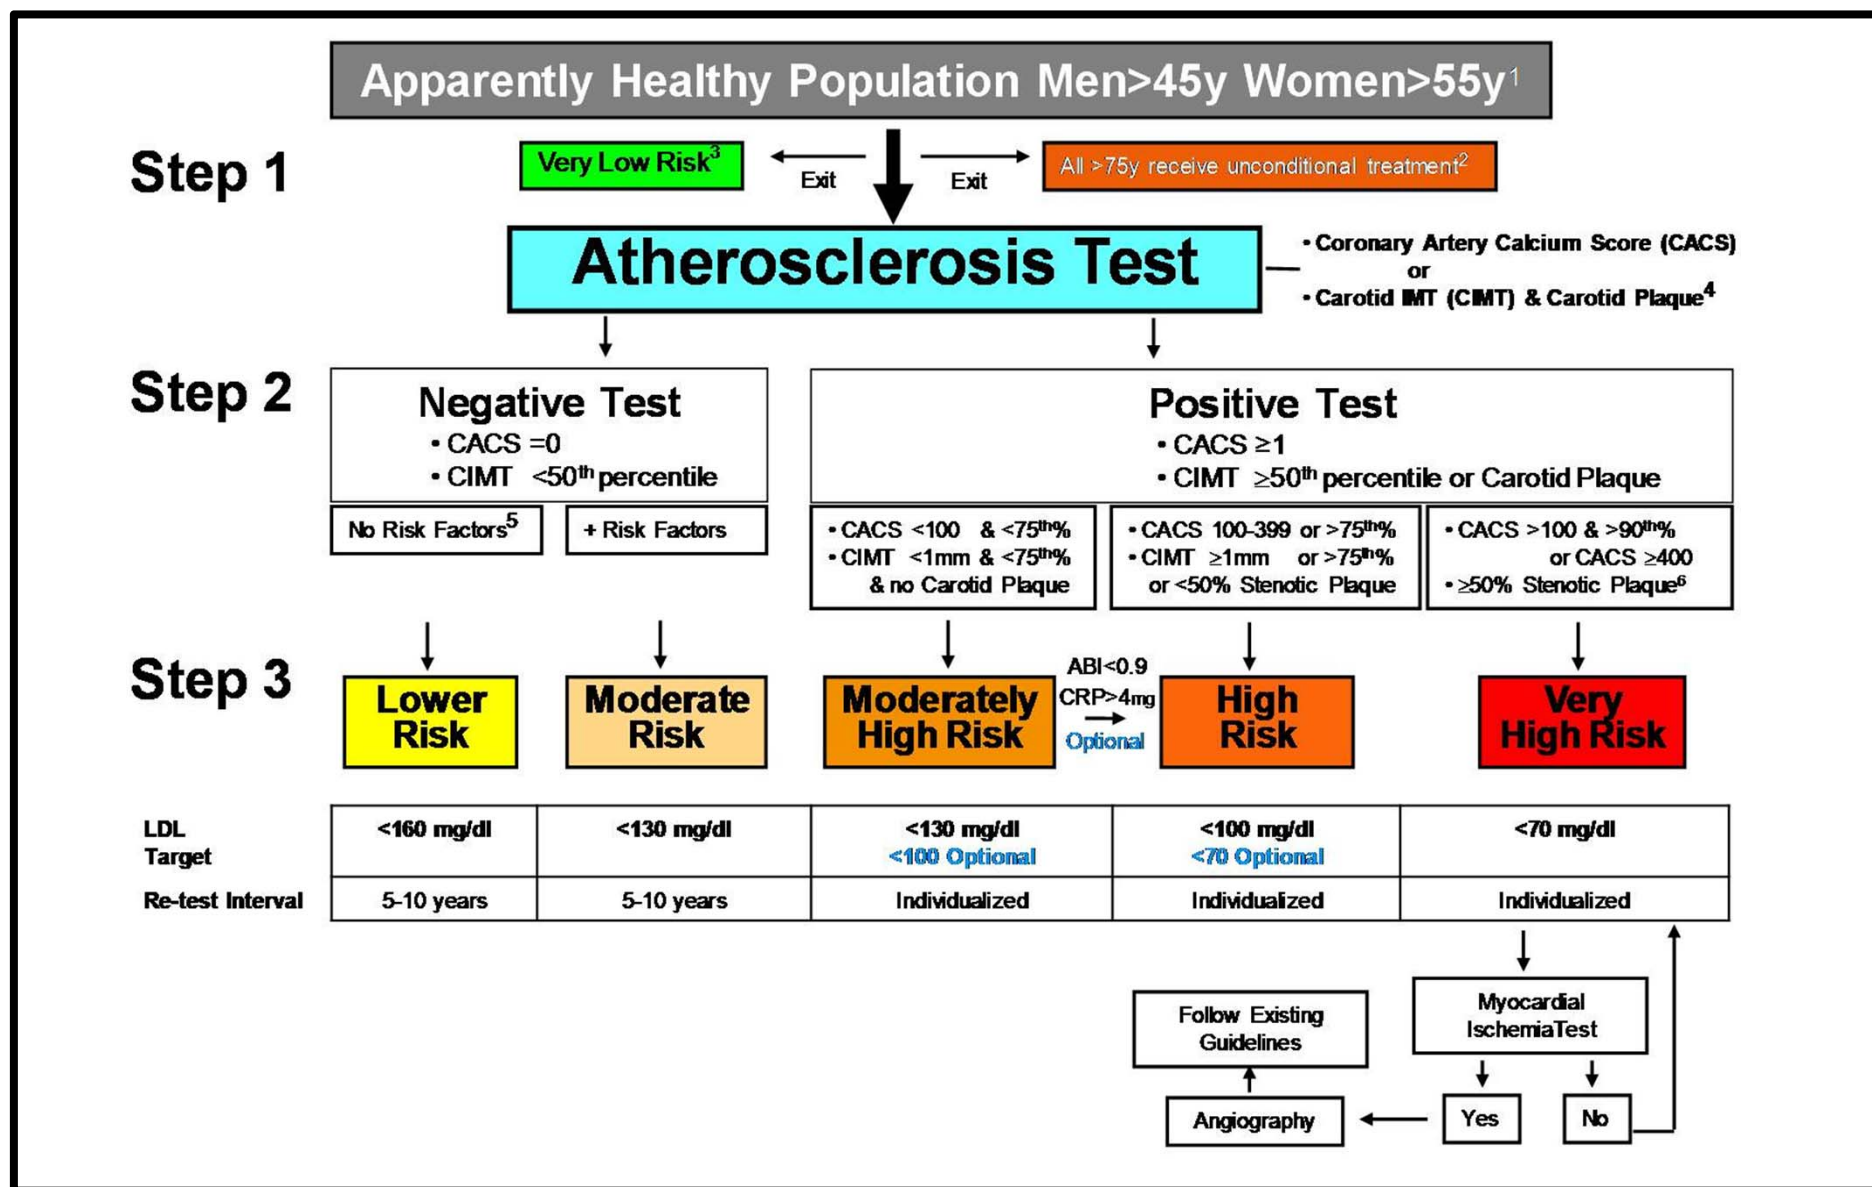 Apparently Healthy Population Men>45y Women>55y¹
Step 1
Very Low Risk³
Exit
Exit
All >75y receive unconditional treatment²
Atherosclerosis Test
• Coronary Artery Calcium Score (CACS)
or
• Carotid IMT (CIMT) & Carotid Plaque⁴
Step 2
Negative Test
• CACS =0
• CIMT <50th percentile
Positive Test
• CACS ≥1
• CIMT ≥50th percentile or Carotid Plaque
No Risk Factors⁵
+ Risk Factors
• CACS <100 & <75th%
• CIMT <1mm & <75th%
& no Carotid Plaque
• CACS 100-399 or >75th%
• CIMT ≥1mm or >75th%
or <50% Stenotic Plaque
• CACS >100 & >90th%
or CACS ≥400
• ≥50% Stenotic Plaque⁶
Step 3
Lower
Risk
Moderate
Risk
Moderately
High Risk
ABI<0.9
CRP>4mg
Optional
High
Risk
Very
High Risk
LDL
Target
<160 mg/dl
<130 mg/dl
<130 mg/dl
<100 Optional
<100 mg/dl
<70 Optional
<70 mg/dl
Re-test Interval
5-10 years
5-10 years
Individualized
Individualized
Individualized
Myocardial
IschemiaTest
Follow Existing
Guidelines
Angiography
Yes
No